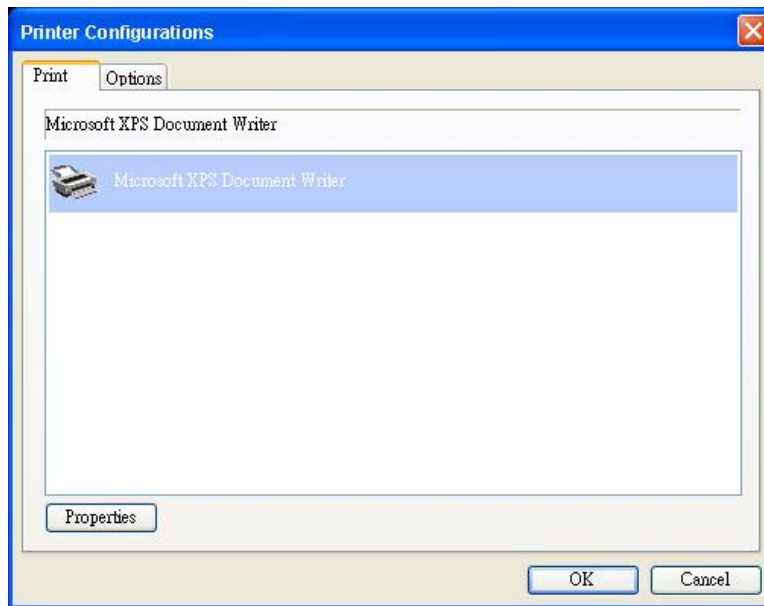 Printer Configurations
Print Options
Microsoft XPS Document Writer
Microsoft XPS Document Writer
Properties
OK Cancel